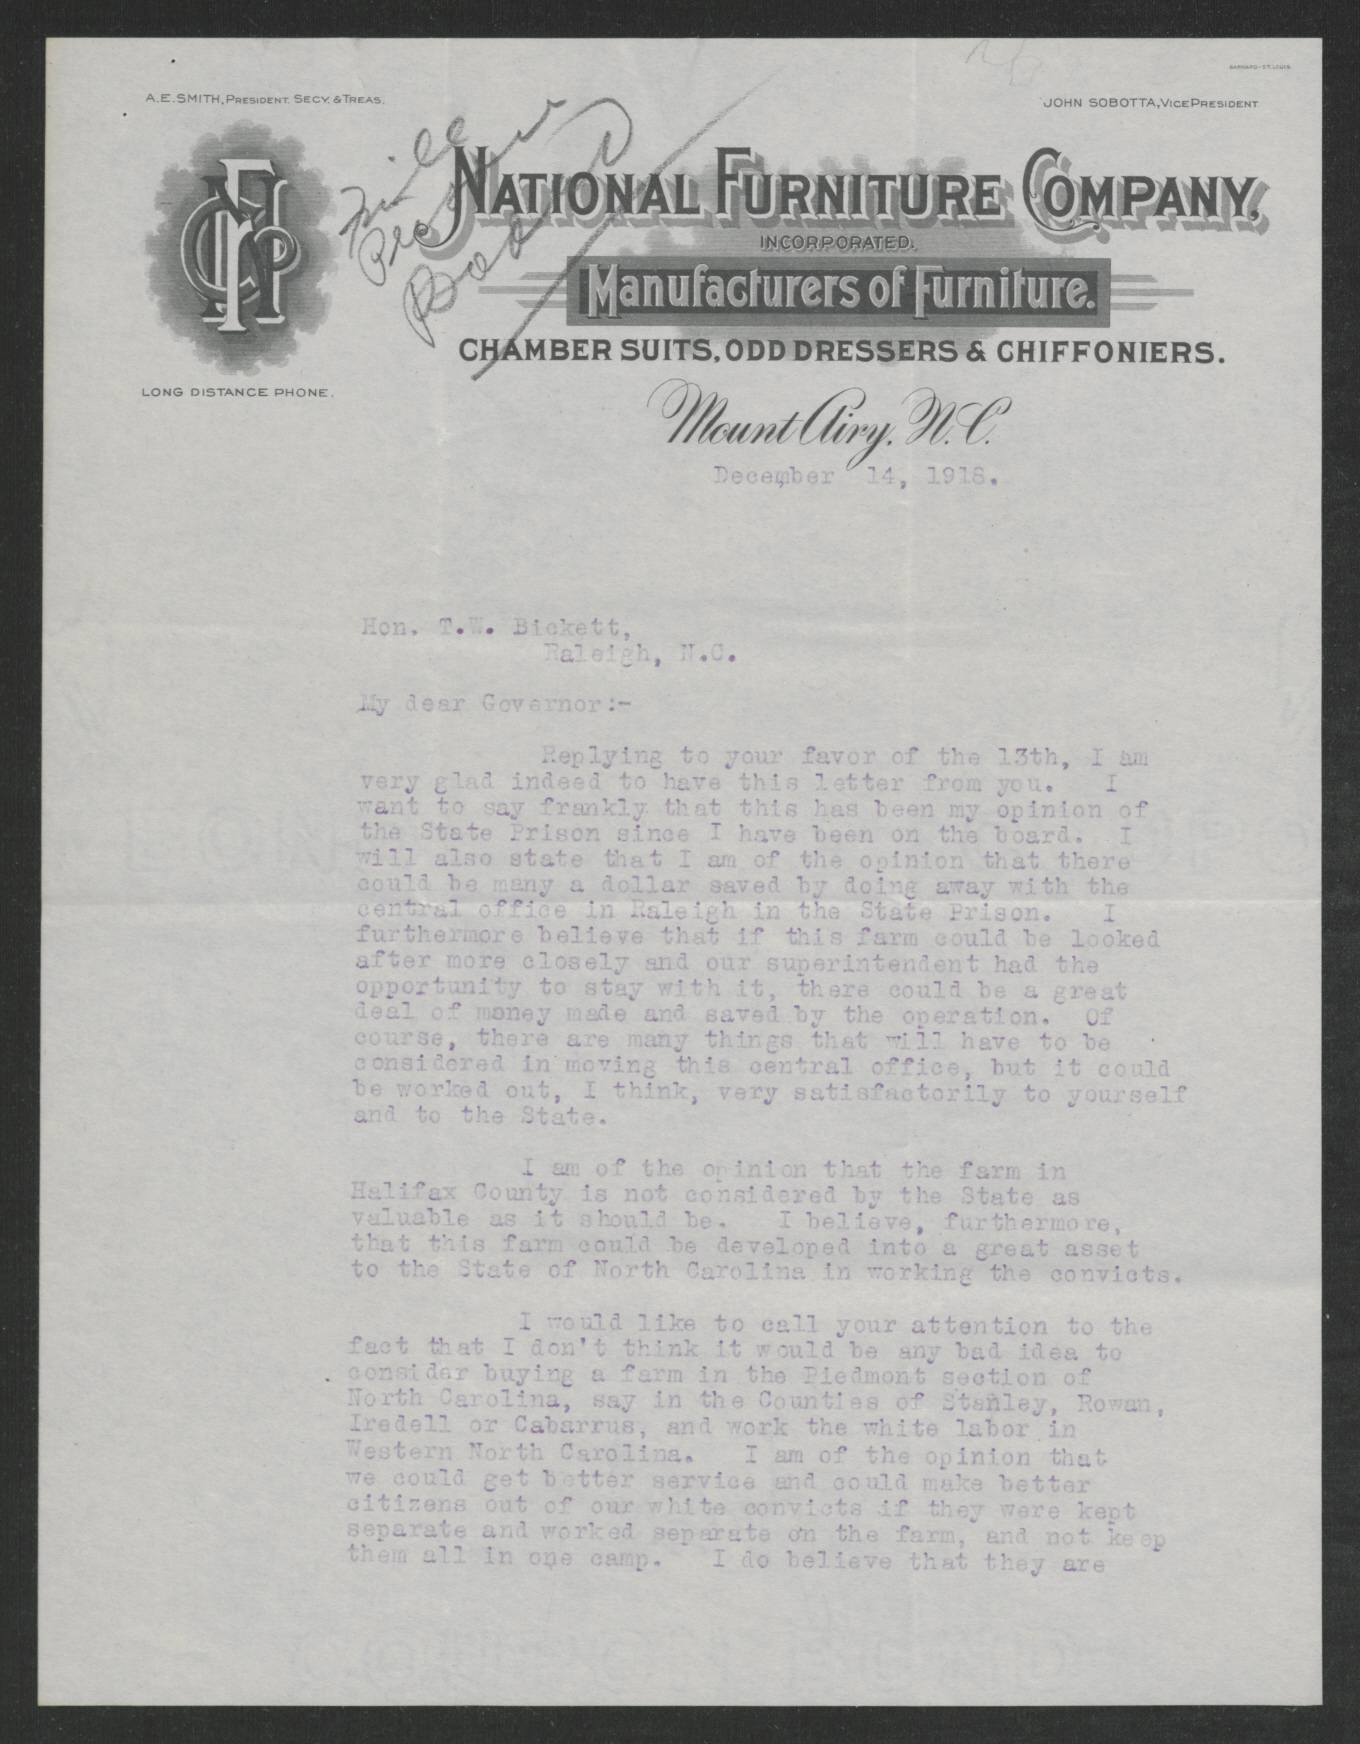 BARNARD-ST.LOUIS
A.E.SMITH, PRESIDENT. SECY. & TREAS.
JOHN SOBOTTA, VICE PRESIDENT.
File
Prison
Board
NATIONAL FURNITURE COMPANY,
INCORPORATED.
Manufacturers of Furniture.
CHAMBER SUITS, ODD DRESSERS & CHIFFONIERS.
LONG DISTANCE PHONE.
Mount Airy, N.C.
December 14, 1918.
Hon. T.W. Bickett,
Raleigh, N.C.
My dear Governor:-
Replying to your favor of the 13th, I am
very glad indeed to have this letter from you. I
want to say frankly that this has been my opinion of
the State Prison since I have been on the board. I
will also state that I am of the opinion that there
could be many a dollar saved by doing away with the
central office in Raleigh in the State Prison. I
furthermore believe that if this farm could be looked
after more closely and our superintendent had the
opportunity to stay with it, there could be a great
deal of money made and saved by the operation. Of
course, there are many things that will have to be
considered in moving this central office, but it could
be worked out, I think, very satisfactorily to yourself
and to the State.
I am of the opinion that the farm in
Halifax County is not considered by the State as
valuable as it should be. I believe, furthermore,
that this farm could be developed into a great asset
to the State of North Carolina in working the convicts.
I would like to call your attention to the
fact that I don't think it would be any bad idea to
consider buying a farm in the Piedmont section of
North Carolina, say in the Counties of Stanley, Rowan,
Iredell or Cabarrus, and work the white labor in
Western North Carolina. I am of the opinion that
we could get better service and could make better
citizens out of our white convicts if they were kept
separate and worked separate on the farm, and not keep
them all in one camp. I do believe that they are